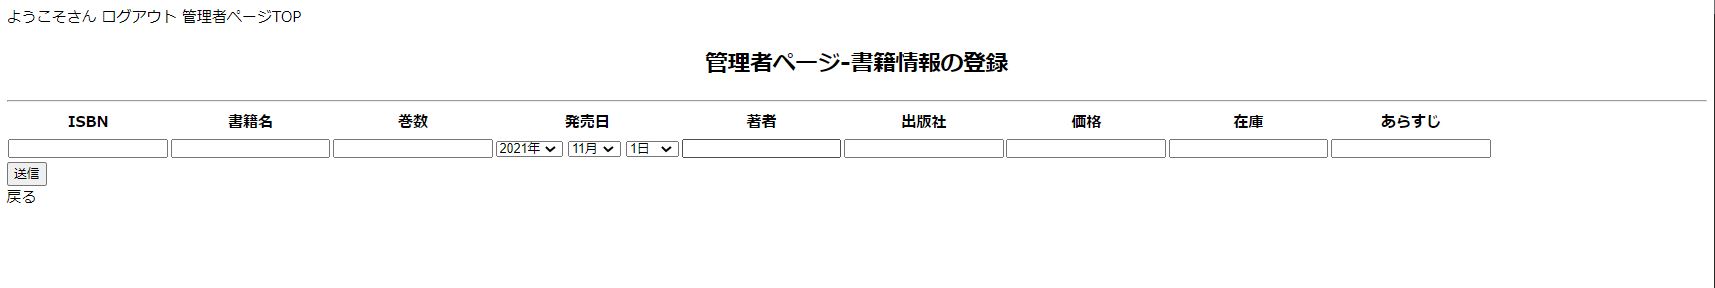 ようこそさん ログアウト 管理者ページTOP
管理者ページ-書籍情報の登録
ISBN 書籍名 巻数 発売日 著者 出版社 価格 在庫 あらすじ
2021年 11月 1日
送信
戻る